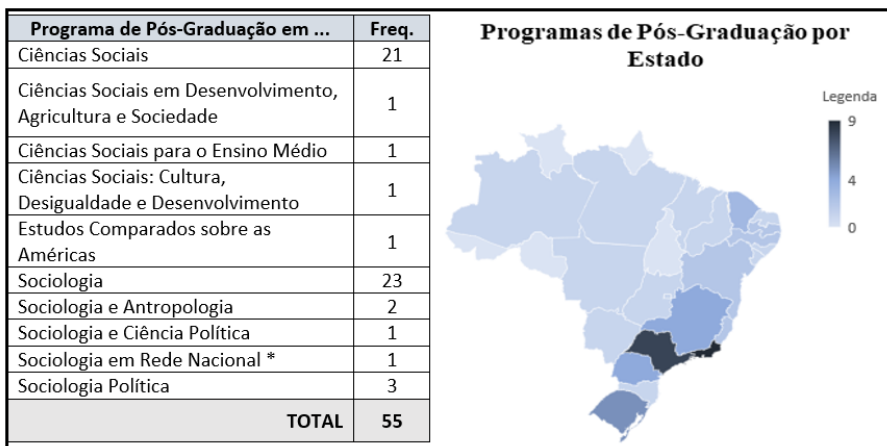 Programa de Pós-Graduação em ... Freq.
Ciências Sociais 21
Ciências Sociais em Desenvolvimento,
Agricultura e Sociedade 1
Ciências Sociais para o Ensino Médio 1
Ciências Sociais: Cultura,
Desigualdade e Desenvolvimento 1
Estudos Comparados sobre as
Américas 1
Sociologia 23
Sociologia e Antropologia 2
Sociologia e Ciência Política 1
Sociologia em Rede Nacional * 1
Sociologia Política 3
TOTAL 55
Programas de Pós-Graduação por
Estado
Legenda
9
4
0